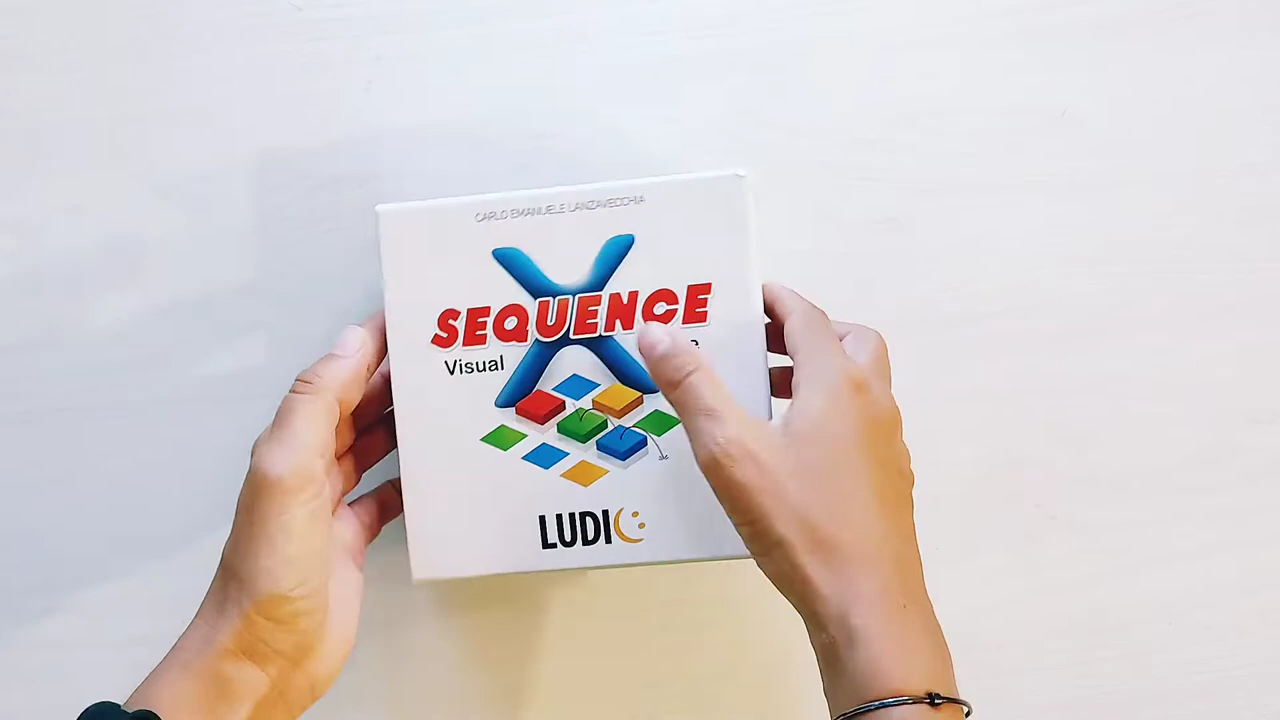 CARLO EMANUELE LANZAVECCHIA
X
SEQUENCE
Visual
LUDIC